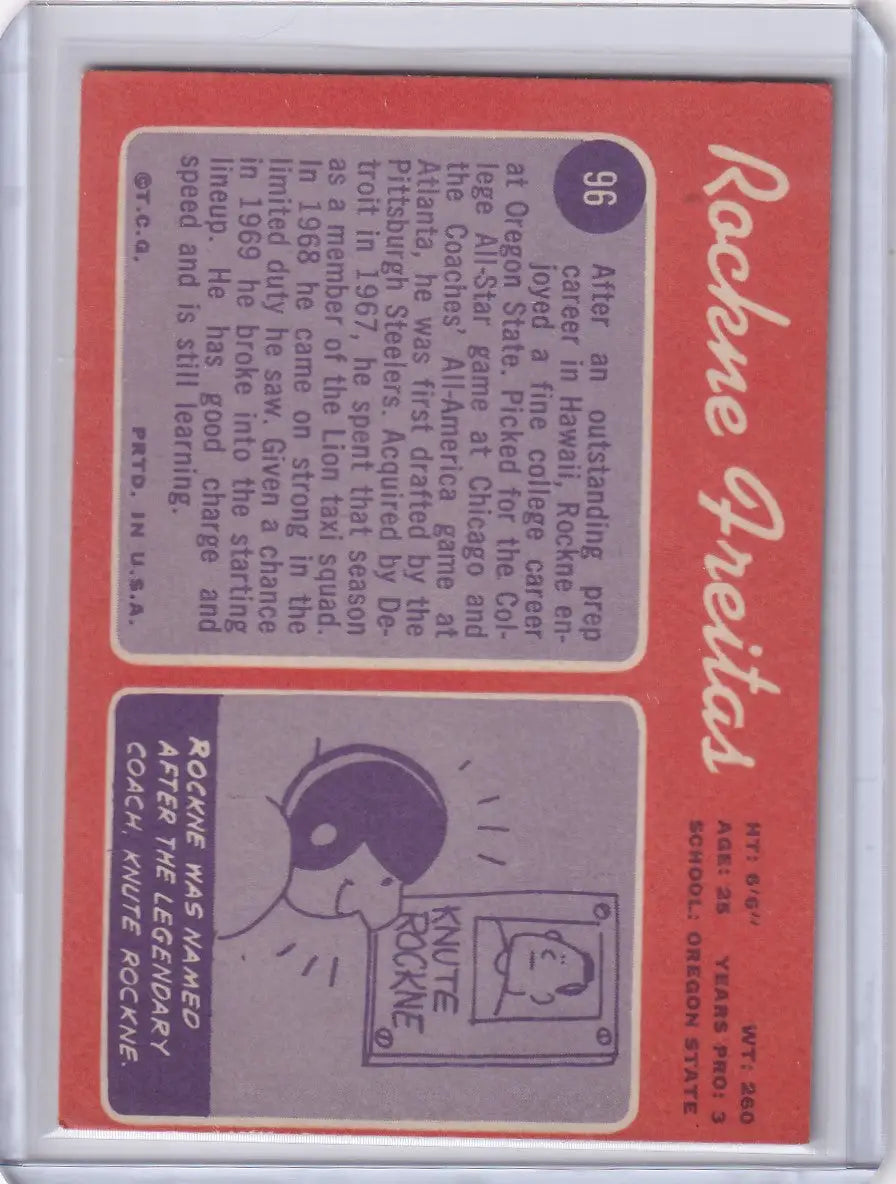 Rockne Freitas
HT: 6'6" WT: 260
AGE: 25 YEARS PRO: 3
SCHOOL: OREGON STATE
96
After an outstanding prep
career in Hawaii, Rockne en-
joyed a fine college career
at Oregon State. Picked for the Col-
lege All-Star game at Chicago and
the Coaches' All-America game at
Atlanta, he was first drafted by the
Pittsburgh Steelers. Acquired by De-
troit in 1967, he spent that season
as a member of the Lion taxi squad.
In 1968 he came on strong in the
limited duty he saw. Given a chance
in 1969 he broke into the starting
lineup. He has good charge and
speed and is still learning.
©T.C.G. PRTD. IN U.S.A.
KNUTE
ROCKNE
ROCKNE WAS NAMED
AFTER THE LEGENDARY
COACH, KNUTE ROCKNE.